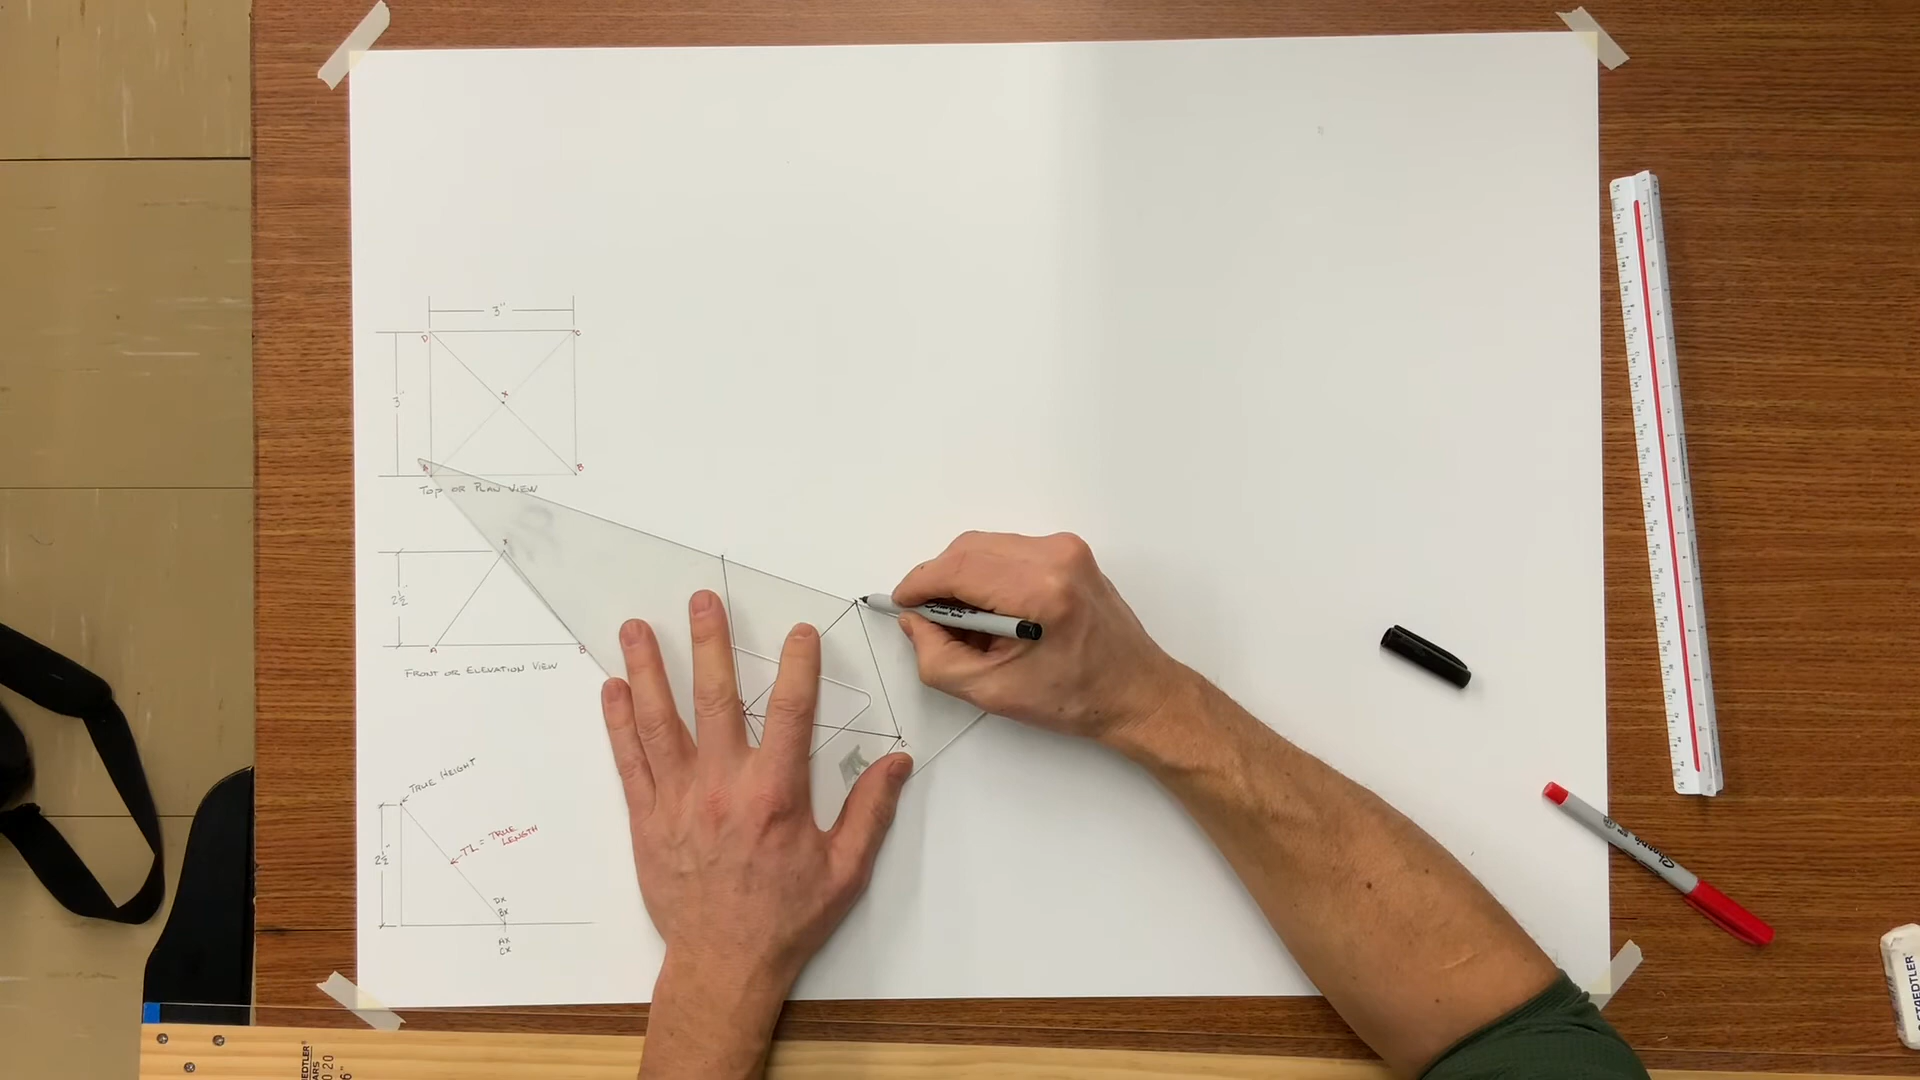 3"
D
C
3"
X
A
B
TOP OR PLAN VIEW
X
2½"
A
B
FRONT OR ELEVATION VIEW
TRUE HEIGHT
TL = TRUE
LENGTH
2½"
DX
BX
AX
CX
C
Sharpie
STAEDTLER